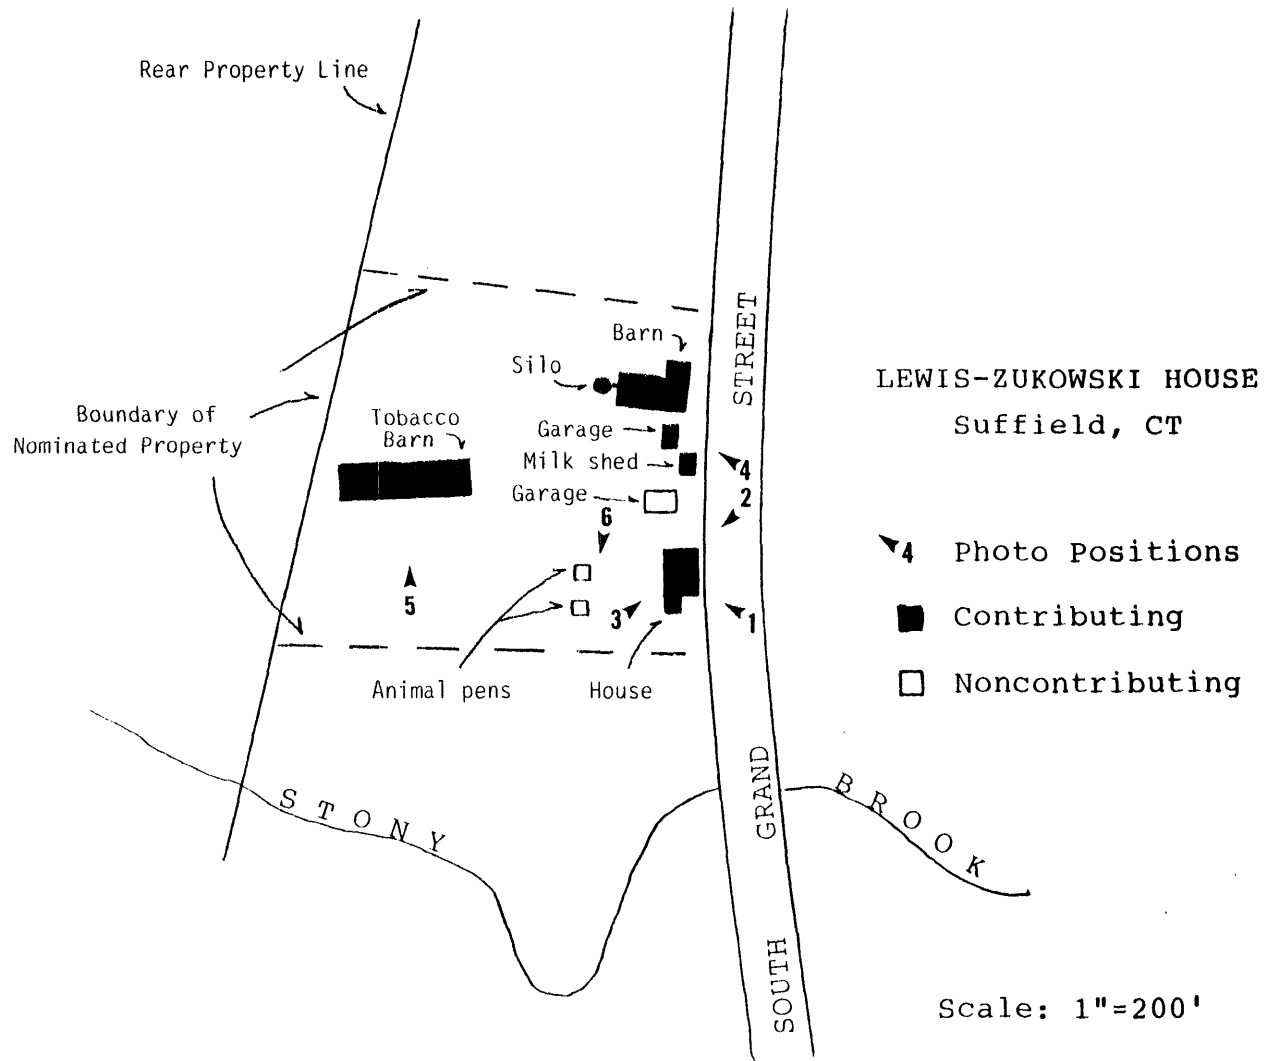 Rear Property Line
STREET
Barn
Silo
LEWIS-ZUKOWSKI HOUSE
Suffield, CT
Boundary of
Nominated Property
Tobacco
Barn
Garage
Milk shed
4
Garage
2
6
4 Photo Positions
5
3
1
Contributing
Animal pens
House
Noncontributing
STONY
GRAND
BROOK
SOUTH
Scale: 1"=200'